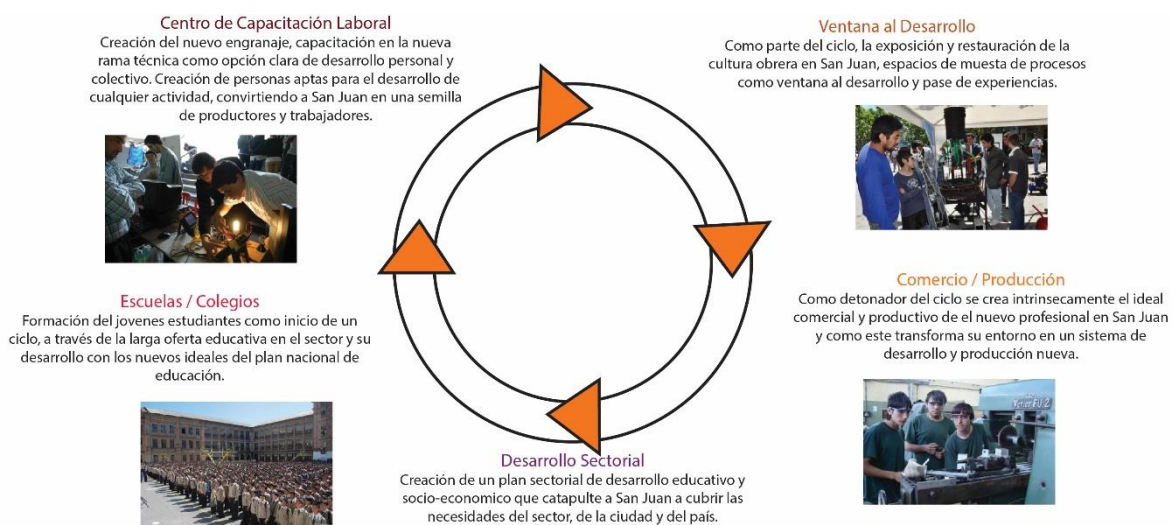 Centro de Capacitación Laboral
Creación del nuevo engranaje, capacitación en la nueva
rama técnica como opción clara de desarrollo personal y
colectivo. Creación de personas aptas para el desarrollo de
cualquier actividad, convirtiendo a San Juan en una semilla
de productores y trabajadores.
Ventana al Desarrollo
Como parte del ciclo, la exposición y restauración de la
cultura obrera en San Juan, espacios de muesta de procesos
como ventana al desarrollo y pase de experiencias.
Escuelas / Colegios
Formación del jovenes estudiantes como inicio de un
ciclo, a través de la larga oferta educativa en el sector y su
desarrollo con los nuevos ideales del plan nacional de
educación.
Comercio / Producción
Como detonador del ciclo se crea intrinsecamente el ideal
comercial y productivo de el nuevo profesional en San Juan
y como este transforma su entorno en un sistema de
desarrollo y producción nueva.
Desarrollo Sectorial
Creación de un plan sectorial de desarrollo educativo y
socio-economico que catapulte a San Juan a cubrir las
necesidades del sector, de la ciudad y del país.